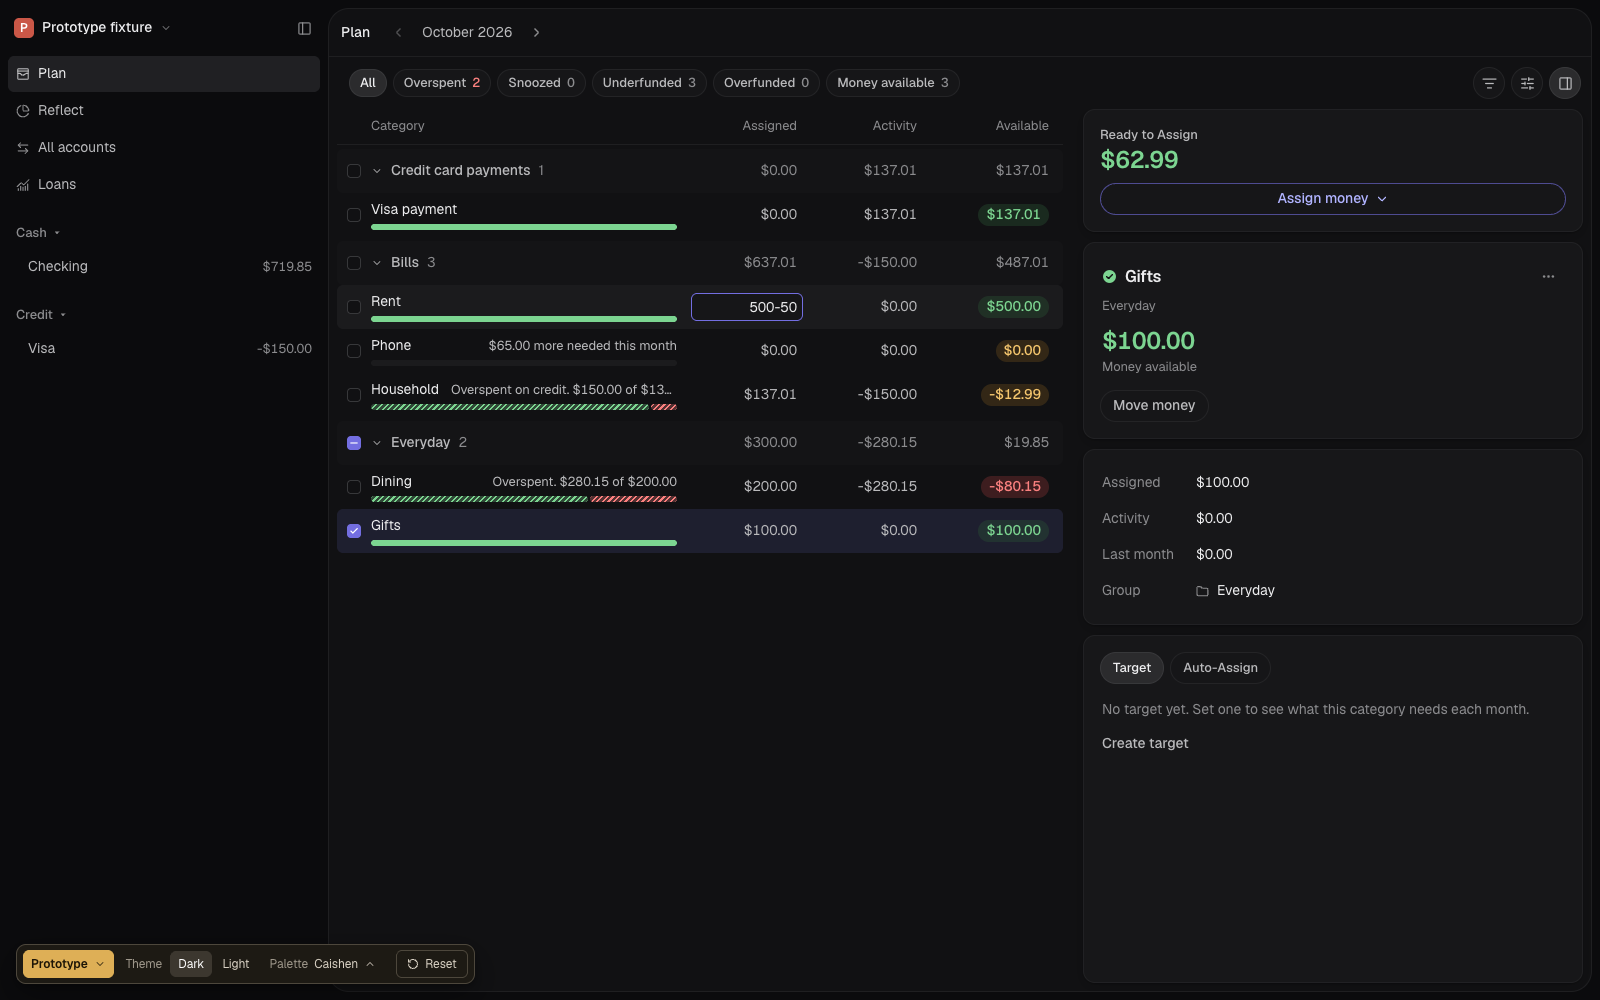 P Prototype fixture
Plan
Reflect
All accounts
Loans
Cash
Checking $719.85
Credit
Visa -$150.00
Plan October 2026
All Overspent 2 Snoozed 0 Underfunded 3 Overfunded 0 Money available 3
Category Assigned Activity Available
Credit card payments 1 $0.00 $137.01 $137.01
Visa payment $0.00 $137.01 $137.01
Bills 3 $637.01 -$150.00 $487.01
Rent 500-50 $0.00 $500.00
Phone $65.00 more needed this month $0.00 $0.00 $0.00
Household Overspent on credit. $150.00 of $13... $137.01 -$150.00 -$12.99
Everyday 2 $300.00 -$280.15 $19.85
Dining Overspent. $280.15 of $200.00 $200.00 -$280.15 -$80.15
Gifts $100.00 $0.00 $100.00
Ready to Assign
$62.99
Assign money
Gifts
Everyday
$100.00
Money available
Move money
Assigned $100.00
Activity $0.00
Last month $0.00
Group Everyday
Target Auto-Assign
No target yet. Set one to see what this category needs each month.
Create target
Prototype Theme Dark Light Palette Caishen Reset